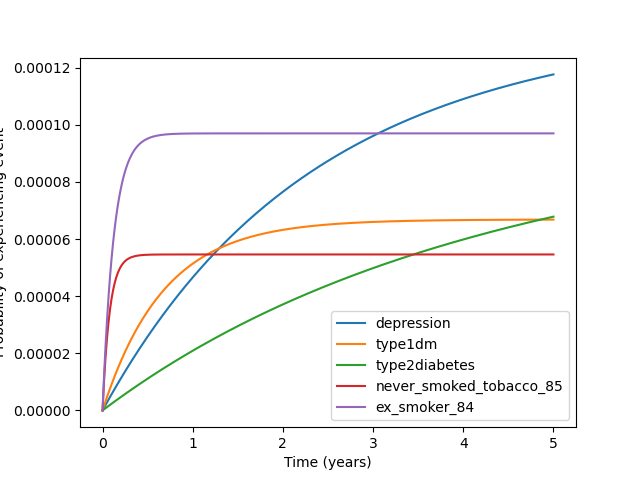 0.00012
0.00010
0.00008
0.00006
0.00004
0.00002
0.00000
Probability of experiencing event
0 1 2 3 4 5
Time (years)
depression
type1dm
type2diabetes
never_smoked_tobacco_85
ex_smoker_84